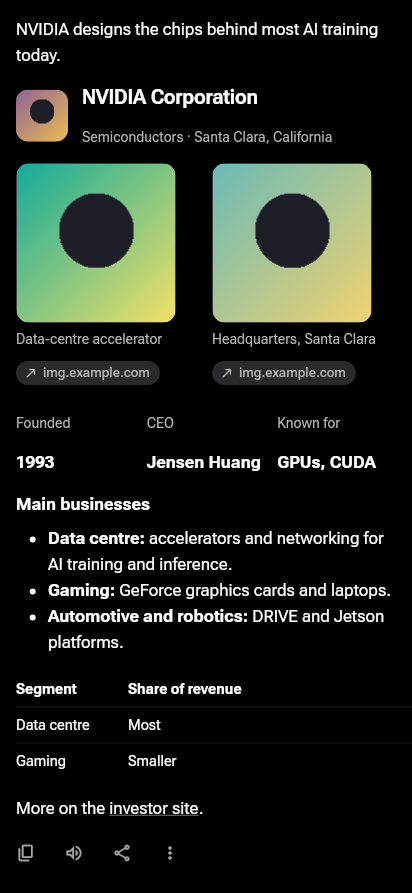 NVIDIA designs the chips behind most AI training
today.
NVIDIA Corporation
Semiconductors · Santa Clara, California
Data-centre accelerator
Headquarters, Santa Clara
img.example.com
img.example.com
Founded
CEO
Known for
1993
Jensen Huang
GPUs, CUDA
Main businesses
• Data centre: accelerators and networking for
AI training and inference.
• Gaming: GeForce graphics cards and laptops.
• Automotive and robotics: DRIVE and Jetson
platforms.
Segment
Share of revenue
Data centre
Most
Gaming
Smaller
More on the investor site.